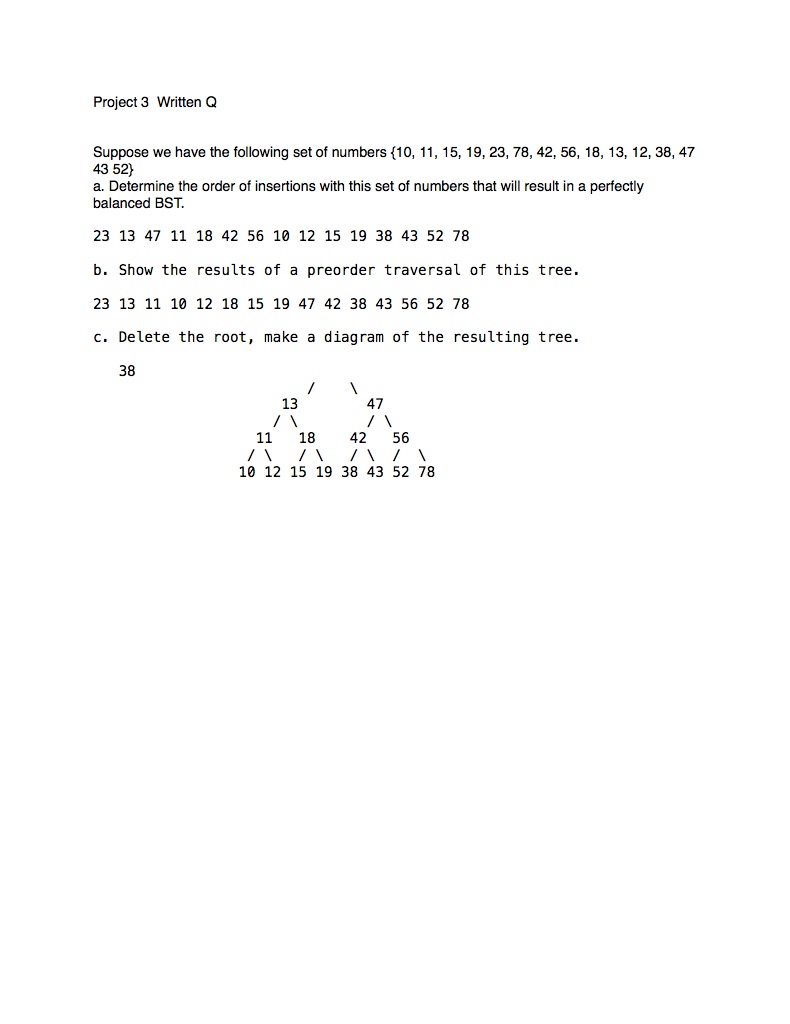 Project 3  Written Q
Suppose we have the following set of numbers {10, 11, 15, 19, 23, 78, 42, 56, 18, 13, 12, 38, 47
43 52}
a. Determine the order of insertions with this set of numbers that will result in a perfectly
balanced BST.
23 13 47 11 18 42 56 10 12 15 19 38 43 52 78
b. Show the results of a preorder traversal of this tree.
23 13 11 10 12 18 15 19 47 42 38 43 56 52 78
c. Delete the root, make a diagram of the resulting tree.
38
/ \
13 47
/ \ / \
11 18 42 56
/ \ / \ / \ / \
10 12 15 19 38 43 52 78